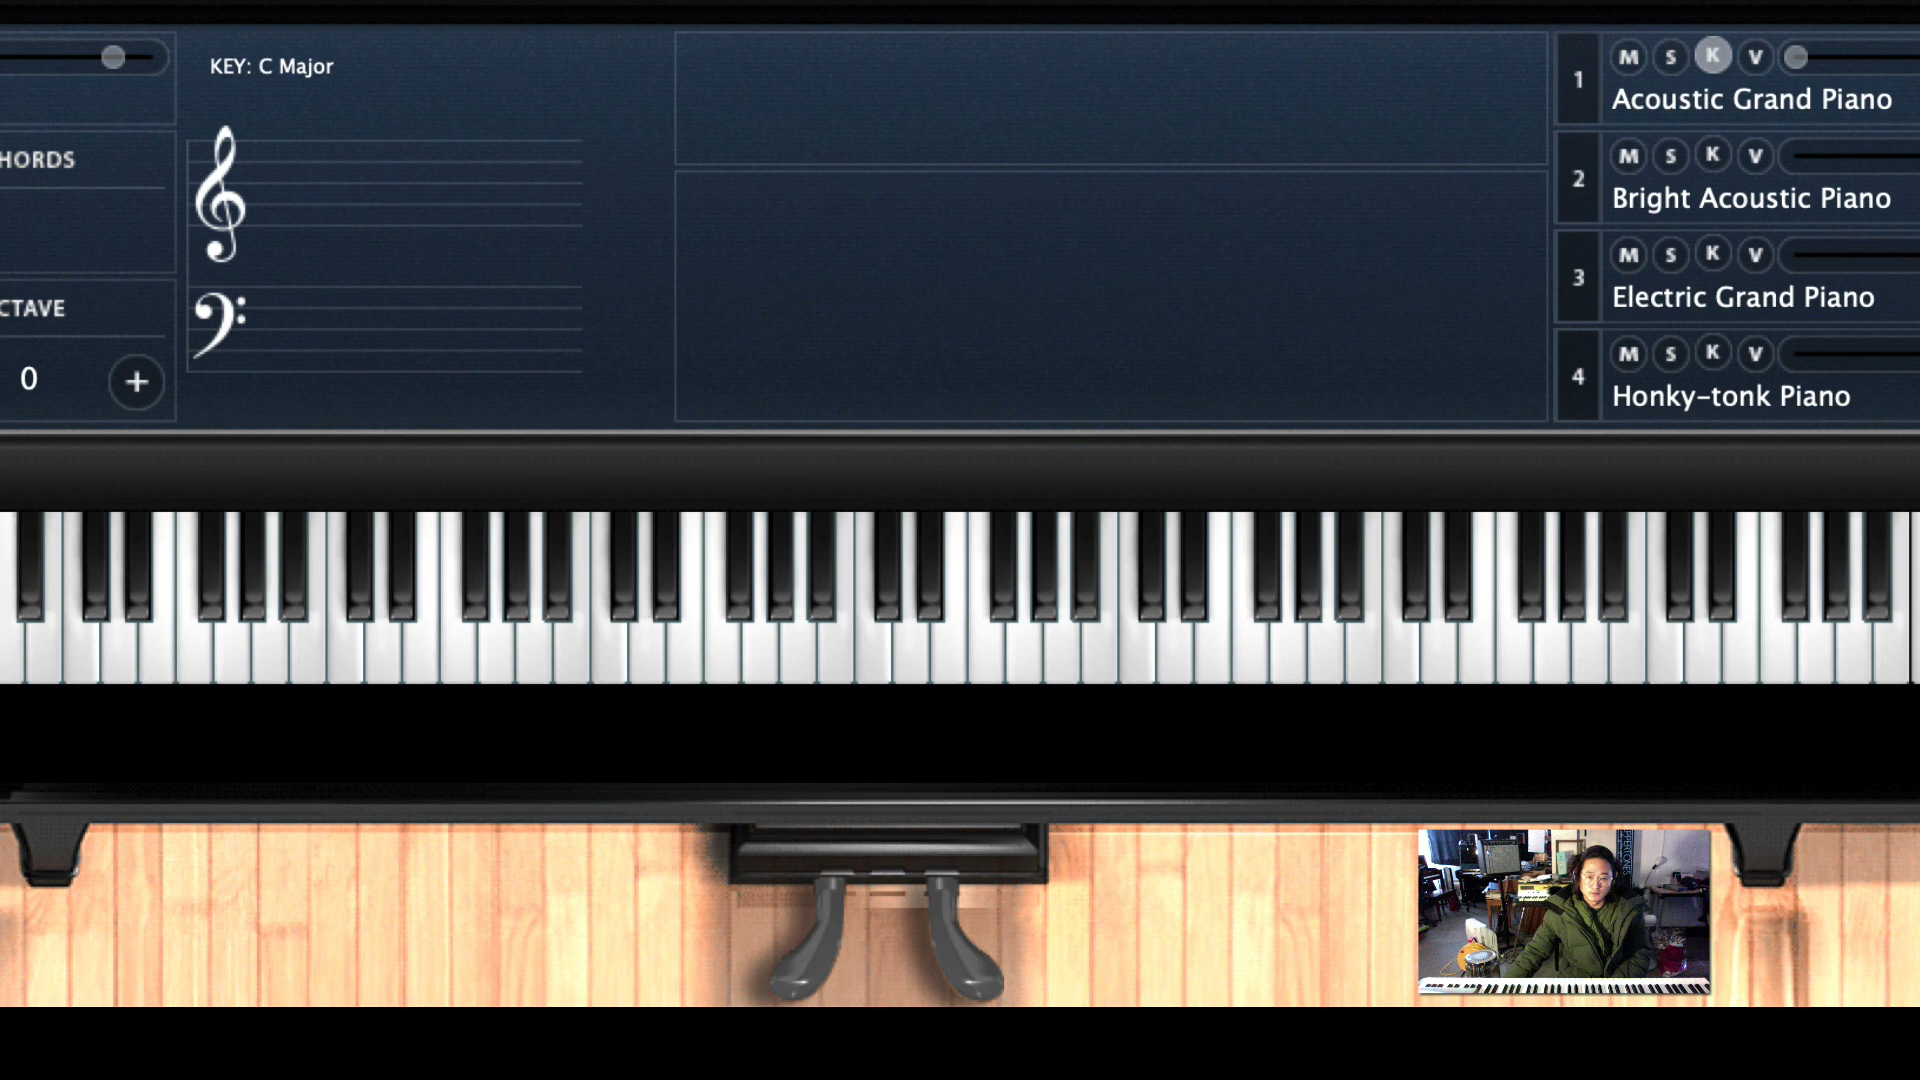 KEY: C Major
HORDS
CTAVE
0
+
1
M S K V
Acoustic Grand Piano
2
M S K V
Bright Acoustic Piano
3
M S K V
Electric Grand Piano
4
M S K V
Honky-tonk Piano